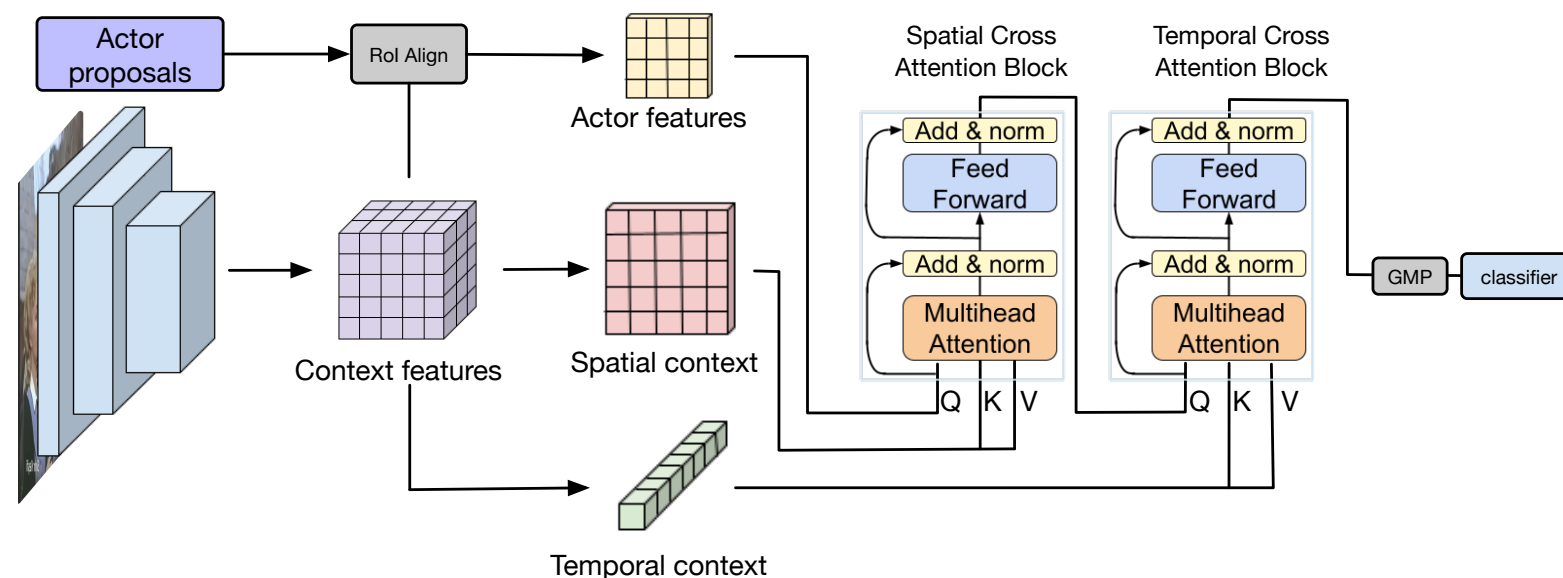 Actor
proposals
RoI Align
Actor features
Context features
Spatial context
Temporal context
Spatial Cross
Attention Block
Add & norm
Feed
Forward
Add & norm
Multihead
Attention
Q K V
Temporal Cross
Attention Block
Add & norm
Feed
Forward
Add & norm
Multihead
Attention
Q K V
GMP
classifier